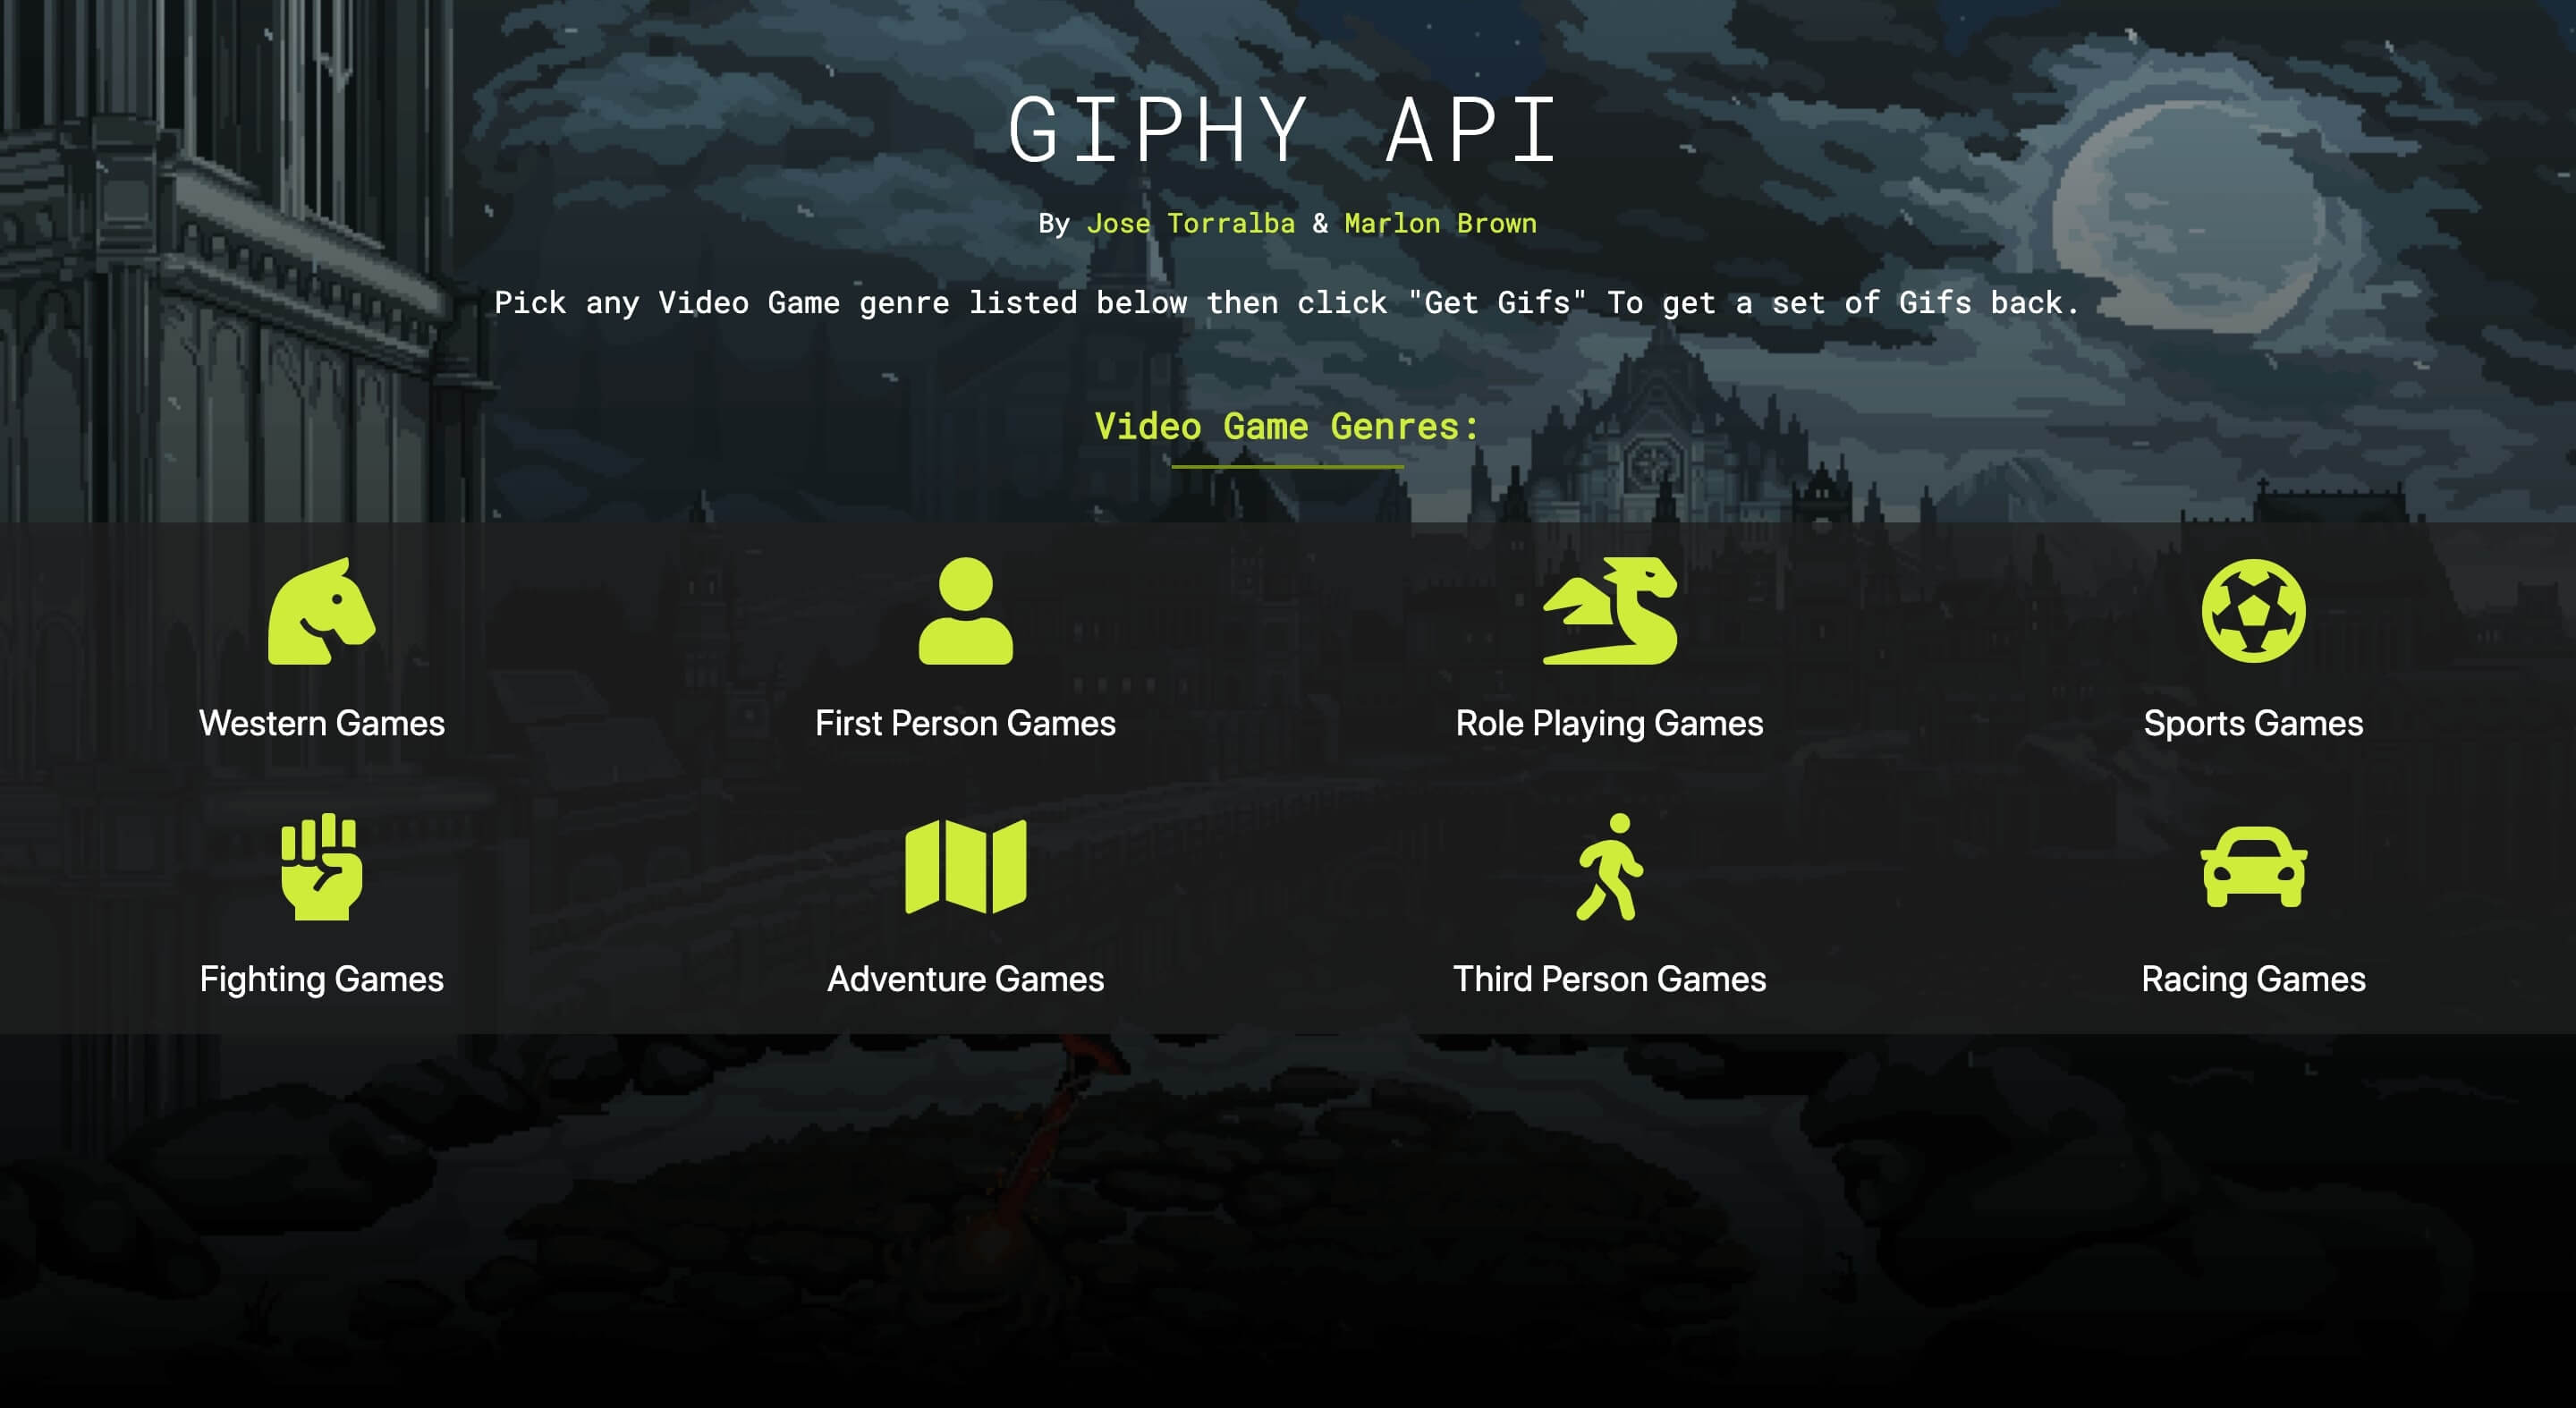 GIPHY API
By Jose Torralba & Marlon Brown
Pick any Video Game genre listed below then click "Get Gifs" To get a set of Gifs back.
Video Game Genres:
Western Games
First Person Games
Role Playing Games
Sports Games
Fighting Games
Adventure Games
Third Person Games
Racing Games